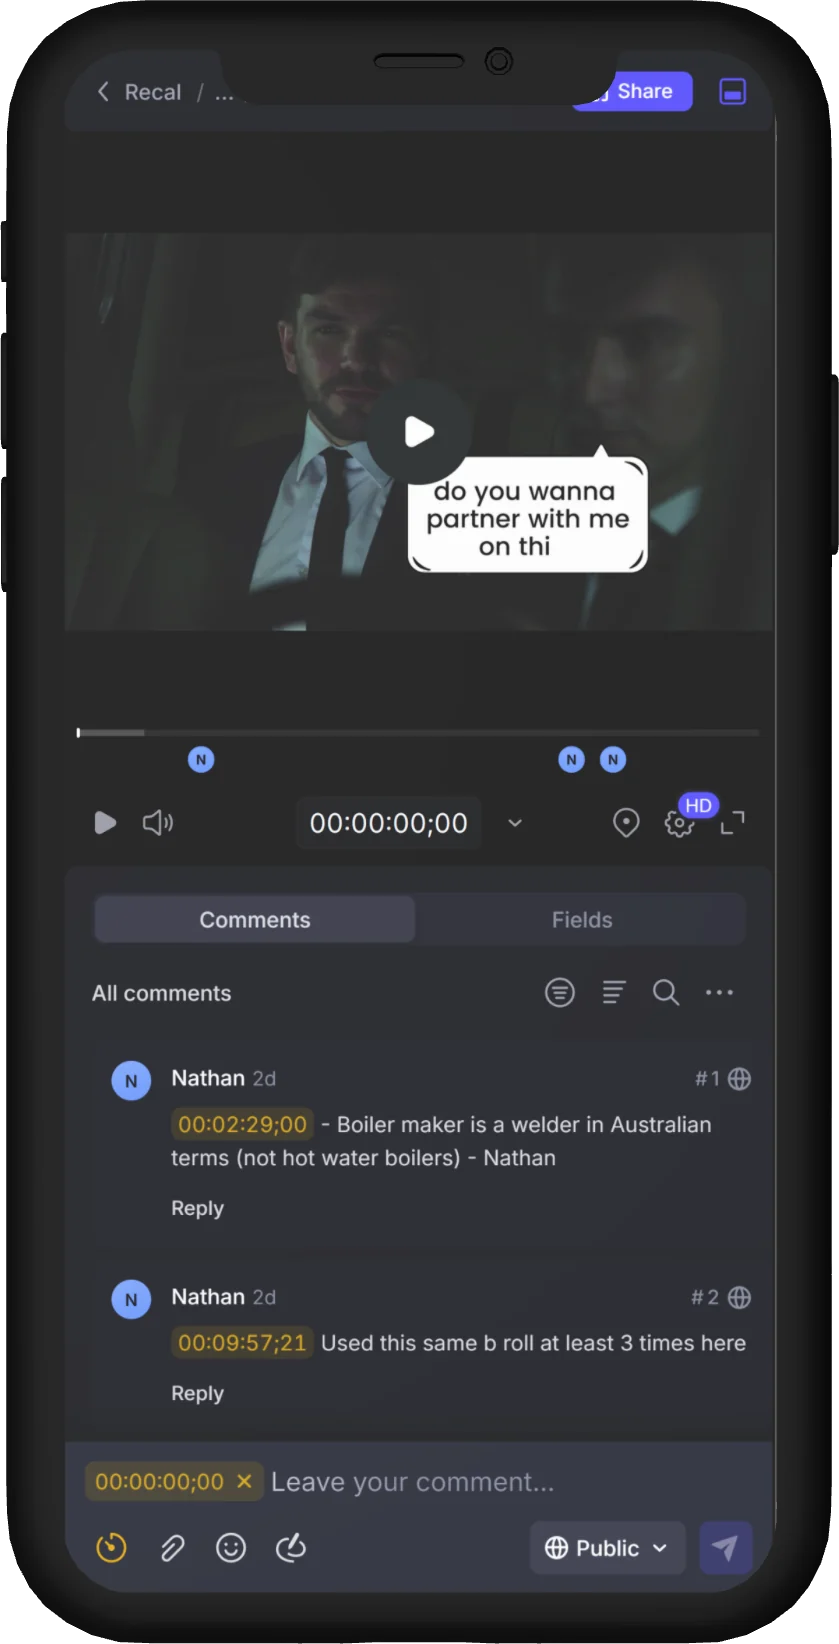 Recal / ...
Share
do you wanna
partner with me
on thi
N
N
N
00:00:00;00
HD
Comments
Fields
All comments
N
Nathan 2d
#1
00:02:29;00 - Boiler maker is a welder in Australian
terms (not hot water boilers) - Nathan
Reply
N
Nathan 2d
#2
00:09:57;21 Used this same b roll at least 3 times here
Reply
00:00:00;00 × Leave your comment...
Public